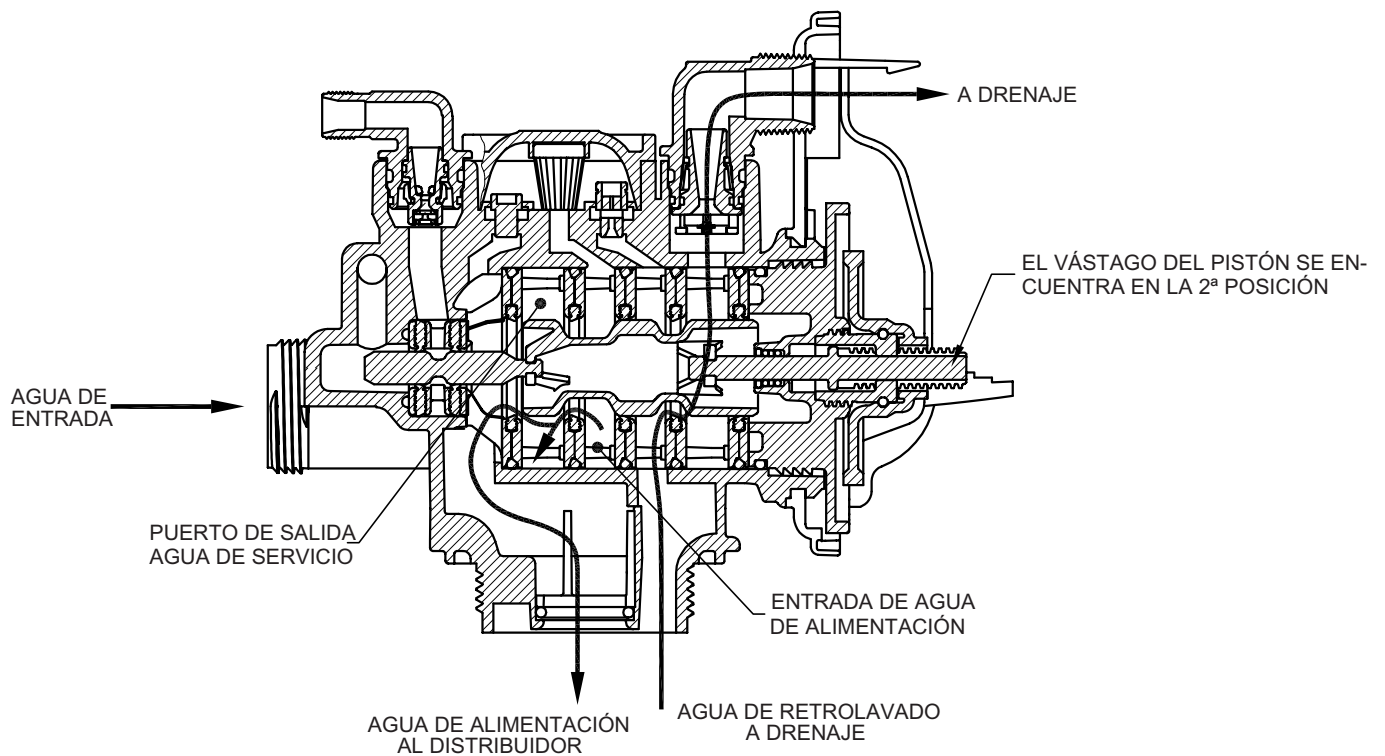 A DRENAJE
EL VÁSTAGO DEL PISTÓN SE EN-
CUENTRA EN LA 2ª POSICIÓN
AGUA DE
ENTRADA
PUERTO DE SALIDA
AGUA DE SERVICIO
ENTRADA DE AGUA
DE ALIMENTACIÓN
AGUA DE ALIMENTACIÓN
AL DISTRIBUIDOR
AGUA DE RETROLAVADO
A DRENAJE